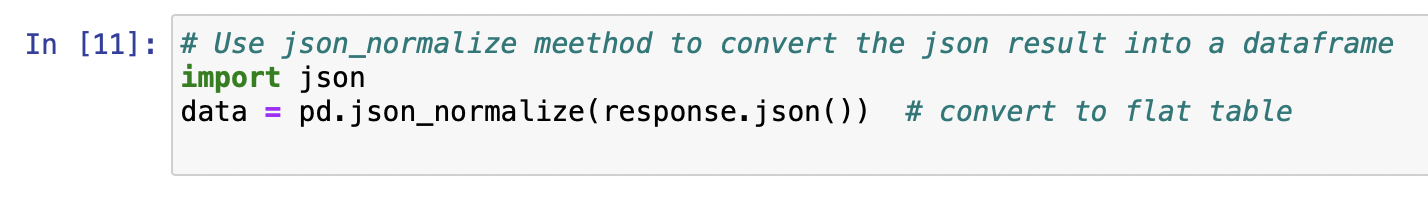 In [11]: # Use json_normalize meethod to convert the json result into a dataframe
import json
data = pd.json_normalize(response.json())  # convert to flat table